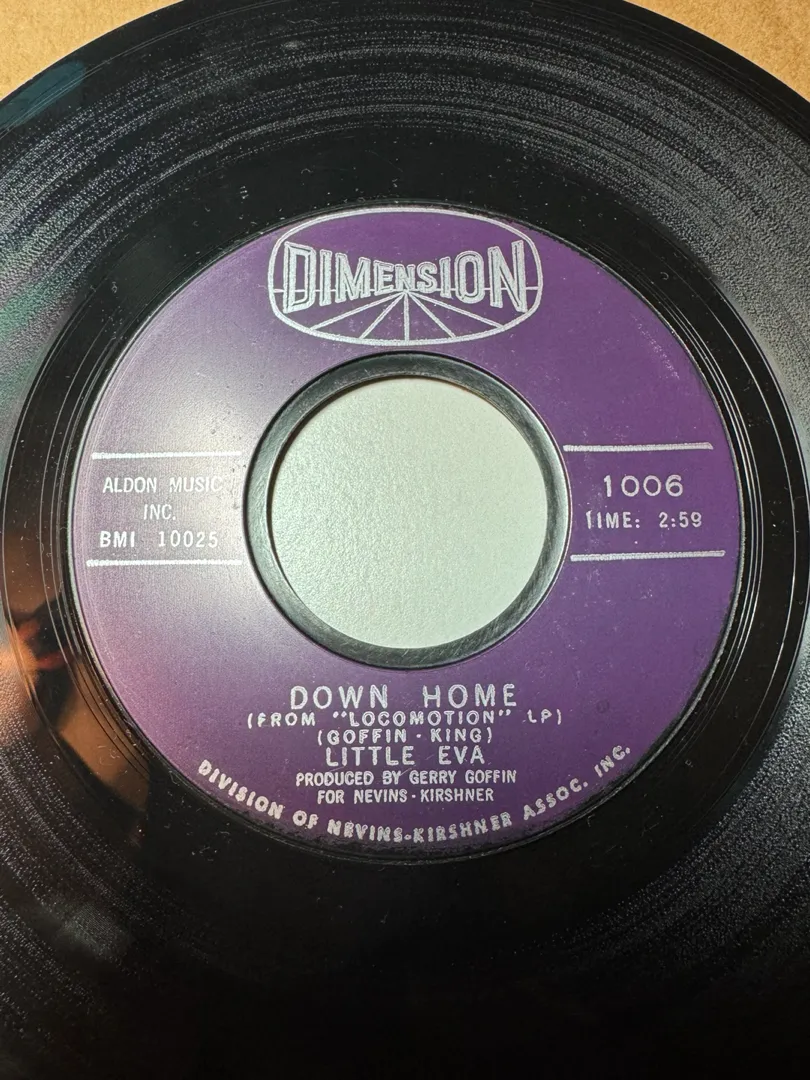 DIMENSION
ALDON MUSIC
INC.
BMI 10025
1006
TIME: 2:59
DOWN HOME
(FROM "LOCOMOTION" LP)
(GOFFIN - KING)
LITTLE EVA
PRODUCED BY GERRY GOFFIN
FOR NEVINS - KIRSHNER
DIVISION OF NEVINS-KIRSHNER ASSOC. INC.